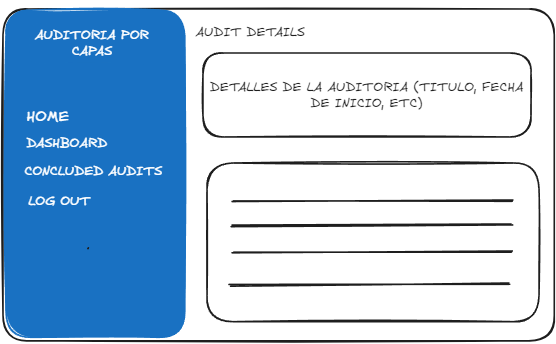 AUDITORIA POR
CAPAS
HOME
DASHBOARD
CONCLUDED AUDITS
LOG OUT
AUDIT DETAILS
DETALLES DE LA AUDITORIA (TITULO, FECHA
DE INICIO, ETC)